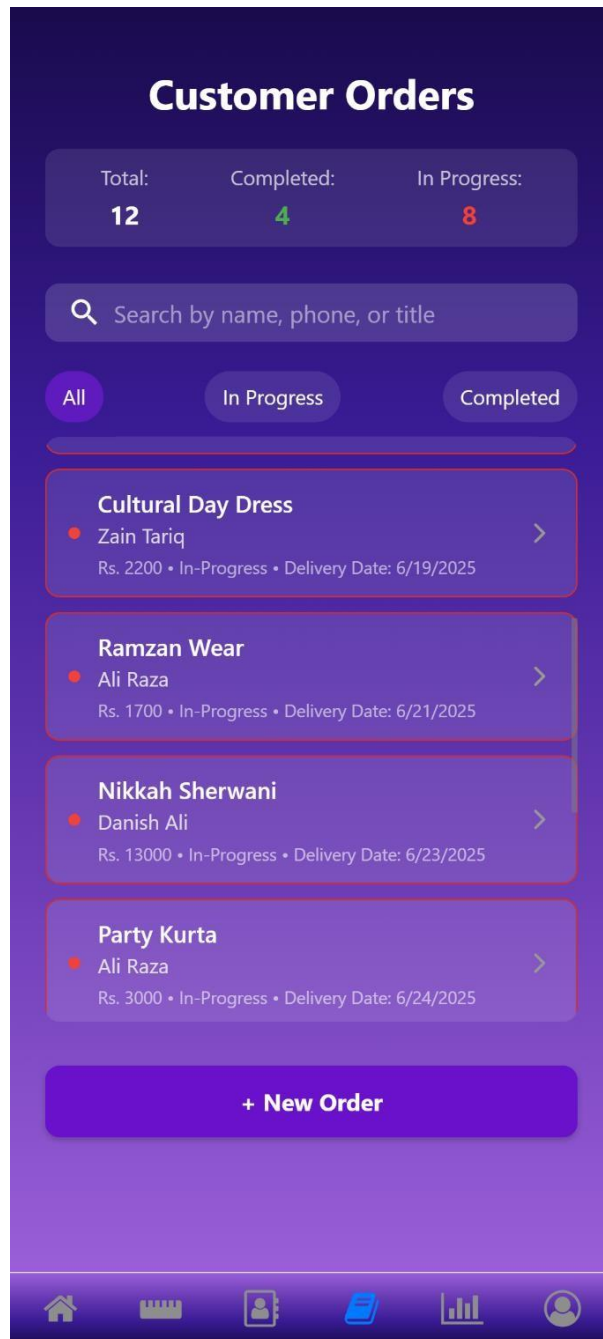 Customer Orders
Total: Completed: In Progress:
12 4 8
Search by name, phone, or title
All In Progress Completed
Cultural Day Dress
Zain Tariq
Rs. 2200 • In-Progress • Delivery Date: 6/19/2025
Ramzan Wear
Ali Raza
Rs. 1700 • In-Progress • Delivery Date: 6/21/2025
Nikkah Sherwani
Danish Ali
Rs. 13000 • In-Progress • Delivery Date: 6/23/2025
Party Kurta
Ali Raza
Rs. 3000 • In-Progress • Delivery Date: 6/24/2025
+ New Order